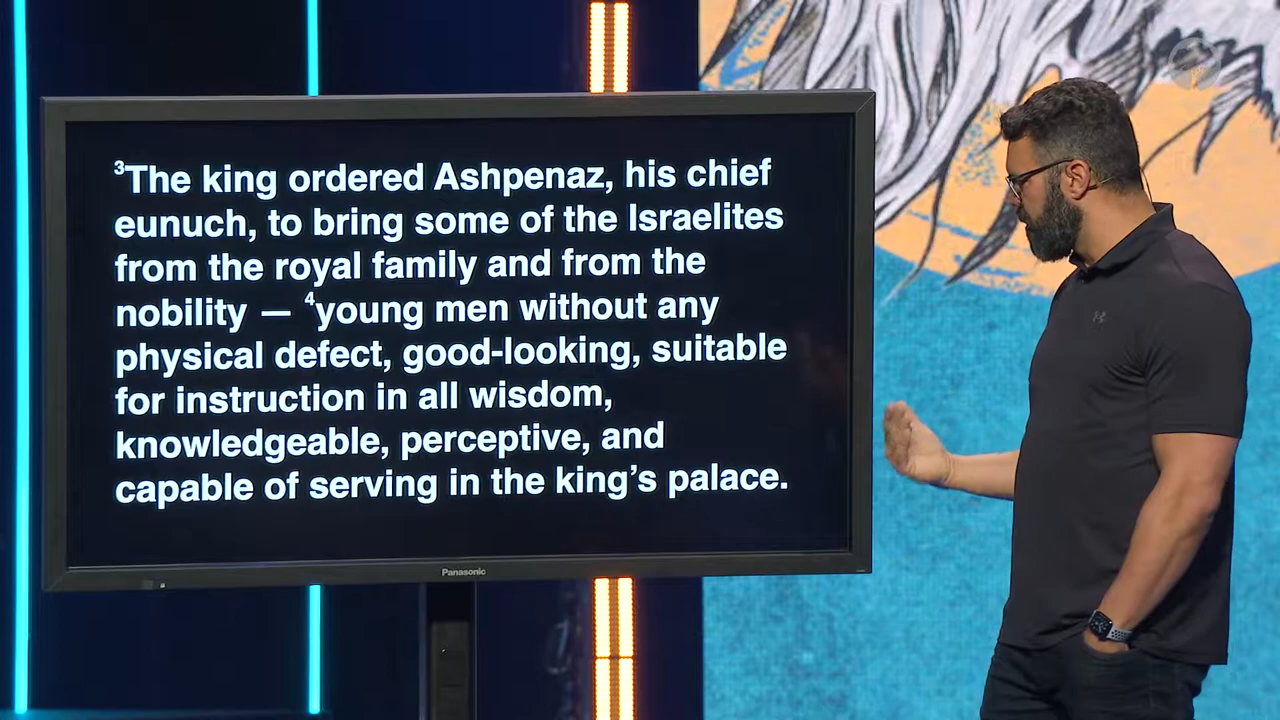 ³The king ordered Ashpenaz, his chief
eunuch, to bring some of the Israelites
from the royal family and from the
nobility — ⁴young men without any
physical defect, good-looking, suitable
for instruction in all wisdom,
knowledgeable, perceptive, and
capable of serving in the king’s palace.
Panasonic